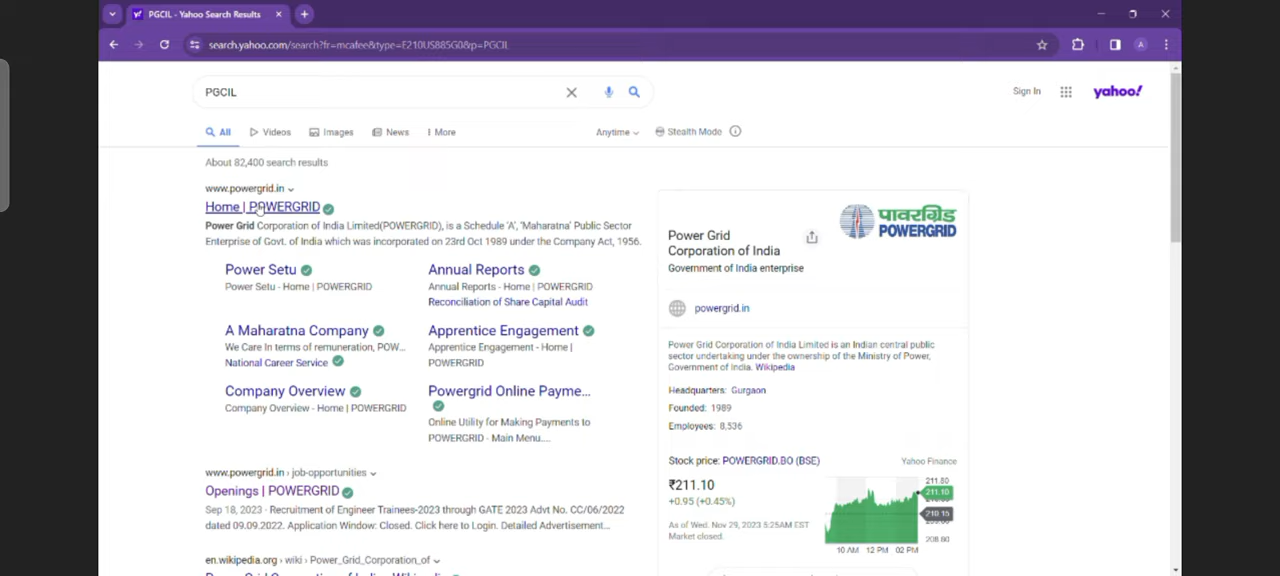 PGCIL - Yahoo Search Results
search.yahoo.com/search?fr=mcafee&type=E210US885G0&p=PGCIL
PGCIL
Sign In
yahoo!
All
Videos
Images
News
More
Anytime
Stealth Mode
About 82,400 search results
www.powergrid.in
Home | POWERGRID
Power Grid Corporation of India Limited(POWERGRID), is a Schedule 'A', 'Maharatna' Public Sector
Enterprise of Govt. of India which was incorporated on 23rd Oct 1989 under the Company Act, 1956.
Power Setu
Power Setu - Home | POWERGRID
Annual Reports
Annual Reports - Home | POWERGRID
Reconciliation of Share Capital Audit
A Maharatna Company
We Care In terms of remuneration, POW...
National Career Service
Apprentice Engagement
Apprentice Engagement - Home |
POWERGRID
Company Overview
Company Overview - Home | POWERGRID
Powergrid Online Payme...
Online Utility for Making Payments to
POWERGRID - Main Menu....
www.powergrid.in › job-opportunities
Openings | POWERGRID
Sep 18, 2023 · Recruitment of Engineer Trainees-2023 through GATE 2023 Advt No. CC/06/2022
dated 09.09.2022. Application Window: Closed. Click here to Login. Detailed Advertisement...
en.wikipedia.org › wiki › Power_Grid_Corporation_of
Power Grid
Corporation of India
Government of India enterprise
पावरग्रिड
POWERGRID
powergrid.in
Power Grid Corporation of India Limited is an Indian central public
sector undertaking under the ownership of the Ministry of Power,
Government of India. Wikipedia
Headquarters: Gurgaon
Founded: 1989
Employees: 8,536
Stock price: POWERGRID.BO (BSE)
Yahoo Finance
₹211.10
+0.95 (+0.45%)
As of Wed. Nov 29, 2023 5:25AM EST
Market closed.
211.80
211.10
210.15
208.60
10 AM 12 PM 02 PM